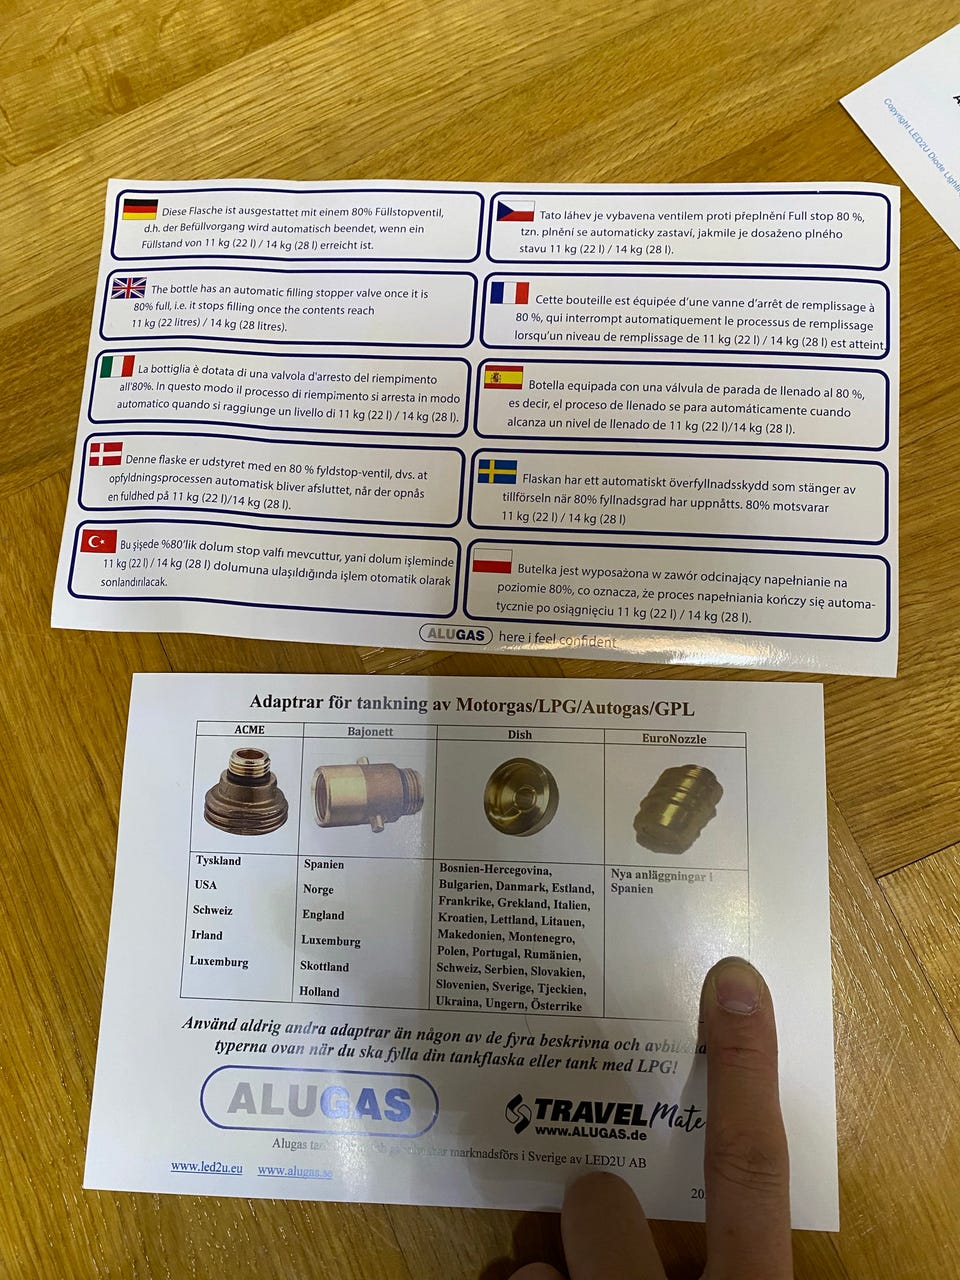 Copyright LED2U Diode Lightin
Diese Flasche ist ausgestattet mit einem 80% Füllstopventil,
d.h. der Befüllvorgang wird automatisch beendet, wenn ein
Füllstand von 11 kg (22 l) / 14 kg (28 l) erreicht ist.
Tato láhev je vybavena ventilem proti přeplnění Full stop 80 %,
tzn. plnění se automaticky zastaví, jakmile je dosaženo plného
stavu 11 kg (22 l) / 14 kg (28 l).
The bottle has an automatic filling stopper valve once it is
80% full, i.e. it stops filling once the contents reach
11 kg (22 litres) / 14 kg (28 litres).
Cette bouteille est équipée d'une vanne d'arrêt de remplissage à
80 %, qui interrompt automatiquement le processus de remplissage
lorsqu'un niveau de remplissage de 11 kg (22 l) / 14 kg (28 l) est atteint.
La bottiglia è dotata di una valvola d'arresto del riempimento
all'80%. In questo modo il processo di riempimento si arresta in modo
automatico quando si raggiunge un livello di 11 kg (22 l) / 14 kg (28 l).
Botella equipada con una válvula de parada de llenado al 80 %,
es decir, el proceso de llenado se para automáticamente cuando
alcanza un nivel de llenado de 11 kg (22 l)/14 kg (28 l).
Denne flaske er udstyret med en 80 % fyldstop-ventil, dvs. at
opfyldningsprocessen automatisk bliver afsluttet, når der opnås
en fuldhed på 11 kg (22 l)/14 kg (28 l).
Flaskan har ett automatiskt överfyllnadsskydd som stänger av
tillförseln när 80% fyllnadsgrad har uppnåtts. 80% motsvarar
11 kg (22 l) / 14 kg (28 l)
Bu şişede %80'lik dolum stop valfı mevcuttur, yani dolum işleminde
11 kg (22 l) / 14 kg (28 l) dolumuna ulaşıldığında işlem otomatik olarak
sonlandırılacak.
Butelka jest wyposażona w zawór odcinający napełnianie na
poziomie 80%, co oznacza, że proces napełniania kończy się automa-
tycznie po osiągnięciu 11 kg (22 l) / 14 kg (28 l).
ALUGAS here i feel confident
Adaptrar för tankning av Motorgas/LPG/Autogas/GPL
ACME
Bajonett
Dish
EuroNozzle
Tyskland
USA
Schweiz
Irland
Luxemburg
Spanien
Norge
England
Luxemburg
Skottland
Holland
Bosnien-Hercegovina,
Bulgarien, Danmark, Estland,
Frankrike, Grekland, Italien,
Kroatien, Lettland, Litauen,
Makedonien, Montenegro,
Polen, Portugal, Rumänien,
Schweiz, Serbien, Slovakien,
Slovenien, Sverige, Tjeckien,
Ukraina, Ungern, Österrike
Nya anläggningar i
Spanien
Använd aldrig andra adaptrar än någon av de fyra beskrivna och
typerna ovan när du ska fylla din tankflaska eller tank med LPG!
ALUGAS
TRAVEL Mate
www.ALUGAS.de
Alugas marknadsförs i Sverige av LED2U AB
www.led2u.eu www.alugas.se
20